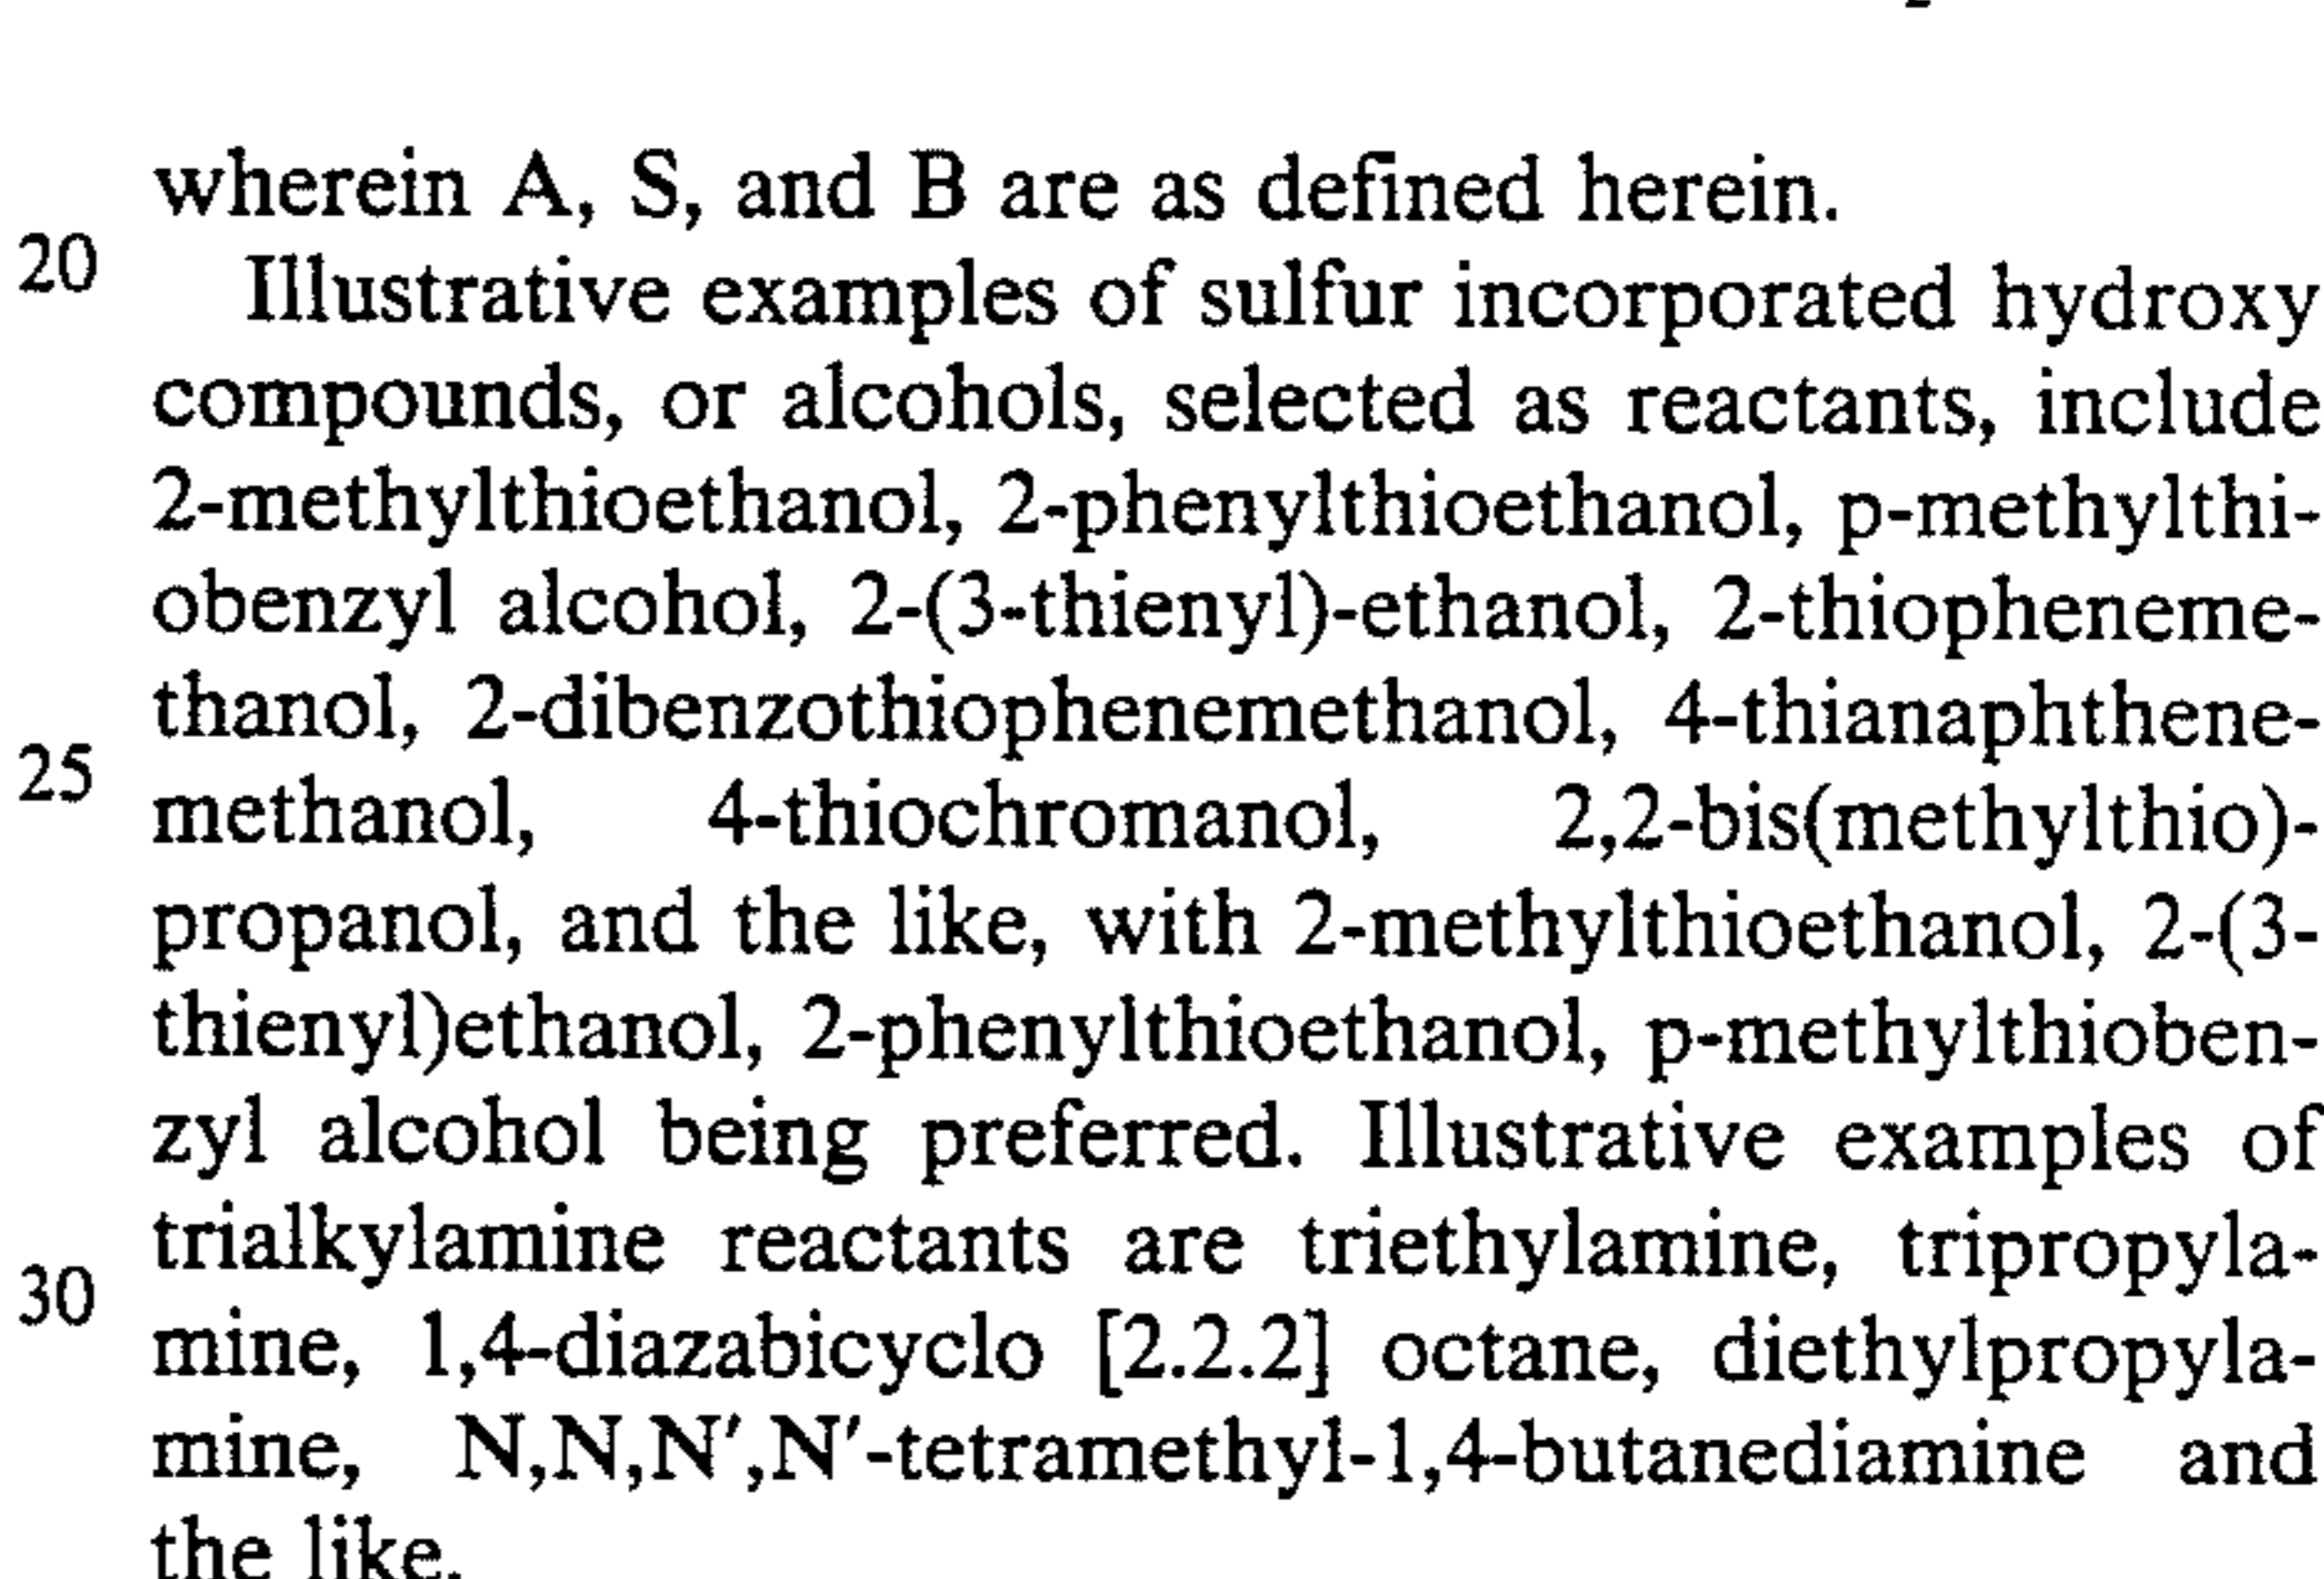 wherein A, S, and B are as defined herein.
20
Illustrative examples of sulfur incorporated hydroxy
compounds, or alcohols, selected as reactants, include
2-methylthioethanol, 2-phenylthioethanol, p-methylthi-
obenzyl alcohol, 2-(3-thienyl)-ethanol, 2-thiopheneme-
thanol, 2-dibenzothiophenemethanol, 4-thianaphthene-
25
methanol, 4-thiochromanol, 2,2-bis(methylthio)-
propanol, and the like, with 2-methylthioethanol, 2-(3-
thienyl)ethanol, 2-phenylthioethanol, p-methylthioben-
zyl alcohol being preferred. Illustrative examples of
trialkylamine reactants are triethylamine, tripropyla-
30
mine, 1,4-diazabicyclo [2.2.2] octane, diethylpropyla-
mine, N,N,N′,N′-tetramethyl-1,4-butanediamine and
the like.